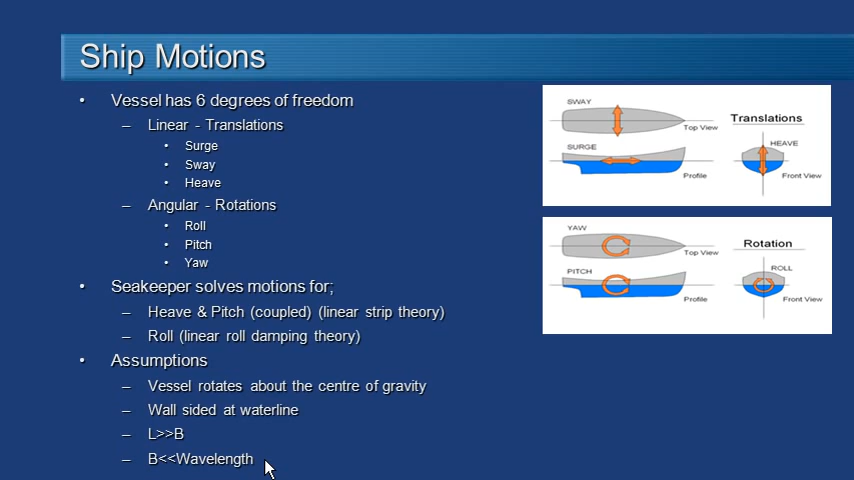 Ship Motions
• Vessel has 6 degrees of freedom
– Linear - Translations
• Surge
• Sway
• Heave
– Angular - Rotations
• Roll
• Pitch
• Yaw
• Seakeeper solves motions for;
– Heave & Pitch (coupled) (linear strip theory)
– Roll (linear roll damping theory)
• Assumptions
– Vessel rotates about the centre of gravity
– Wall sided at waterline
– L>>B
– B<<Wavelength
SWAY
Top View
Translations
SURGE
Profile
HEAVE
Front View
YAW
Top View
Rotation
PITCH
Profile
ROLL
Front View